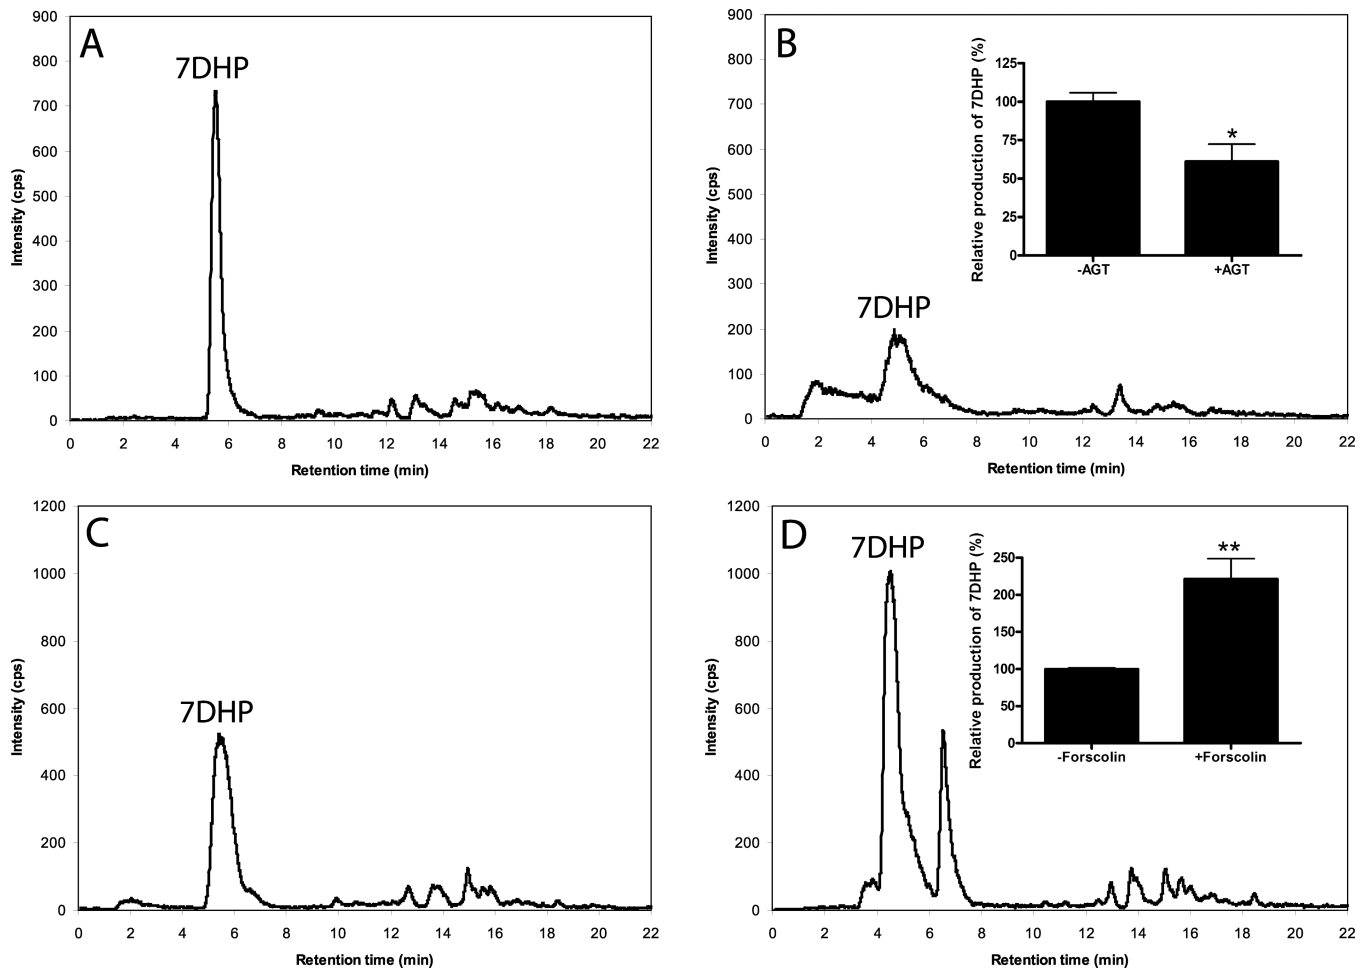 A
7DHP
Intensity (cps)
900
800
700
600
500
400
300
200
100
0
0 2 4 6 8 10 12 14 16 18 20 22
Retention time (min)
B
7DHP
Intensity (cps)
900
800
700
600
500
400
300
200
100
0
0 2 4 6 8 10 12 14 16 18 20 22
Retention time (min)
Relative production of 7DHP (%)
125
100
75
50
25
0
*
-AGT +AGT
C
7DHP
Intensity (cps)
1200
1000
800
600
400
200
0
0 2 4 6 8 10 12 14 16 18 20 22
Retention time (min)
D
7DHP
Intensity (cps)
1200
1000
800
600
400
200
0
0 2 4 6 8 10 12 14 16 18 20 22
Retention time (min)
Relative production of 7DHP (%)
250
200
150
100
50
0
**
-Forscolin +Forscolin